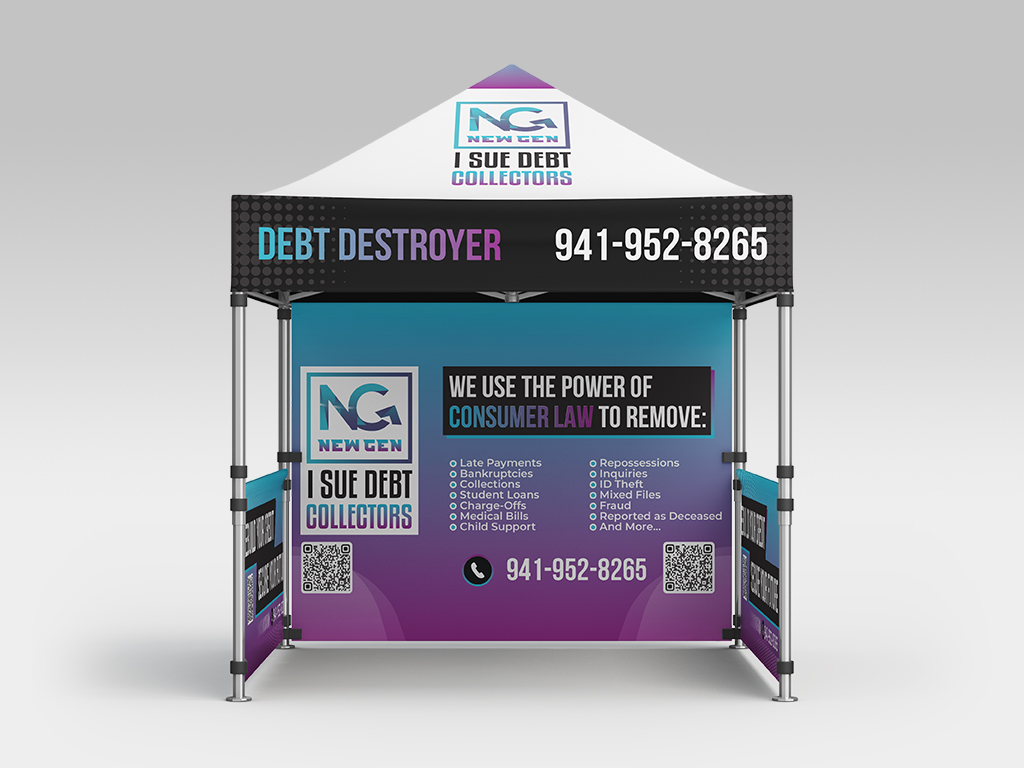 NG
NEW GEN
I SUE DEBT
COLLECTORS
DEBT DESTROYER
941-952-8265
NG
NEW GEN
I SUE DEBT
COLLECTORS
WE USE THE POWER OF
CONSUMER LAW TO REMOVE:
Late Payments
Bankruptcies
Collections
Student Loans
Charge-Offs
Medical Bills
Child Support
Repossessions
Inquiries
ID Theft
Mixed Files
Fraud
Reported as Deceased
And More...
941-952-8265